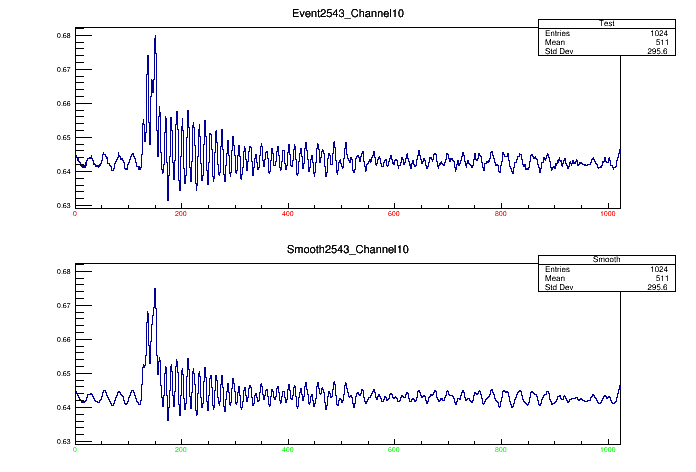 Event2543_Channel10
Test
Entries 1024
Mean 511
Std Dev 295.6
0.68
0.67
0.66
0.65
0.64
0.63
0 200 400 600 800 1000
Smooth2543_Channel10
Smooth
Entries 1024
Mean 511
Std Dev 295.6
0.68
0.67
0.66
0.65
0.64
0.63
0 200 400 600 800 1000